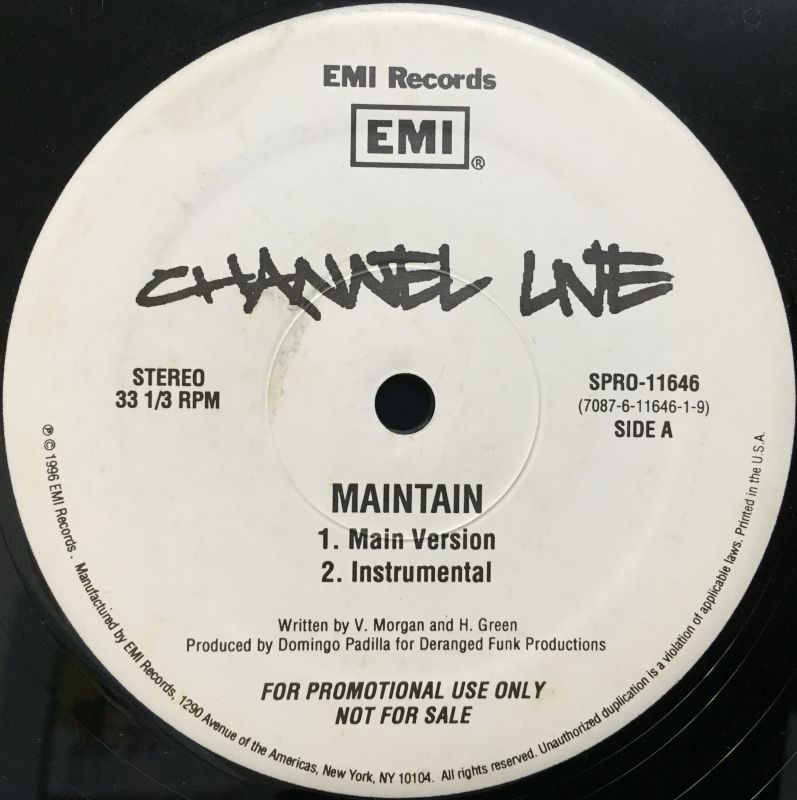 EMI Records
EMI®
CHANNEL LIVE
STEREO
33 1/3 RPM
SPRO-11646
(7087-6-11646-1-9)
SIDE A
MAINTAIN
1. Main Version
2. Instrumental
Written by V. Morgan and H. Green
Produced by Domingo Padilla for Deranged Funk Productions
FOR PROMOTIONAL USE ONLY
NOT FOR SALE
℗ © 1996 EMI Records. Manufactured by EMI Records, 1290 Avenue of the Americas, New York, NY 10104. All rights reserved. Unauthorized duplication is a violation of applicable laws. Printed in the U.S.A.